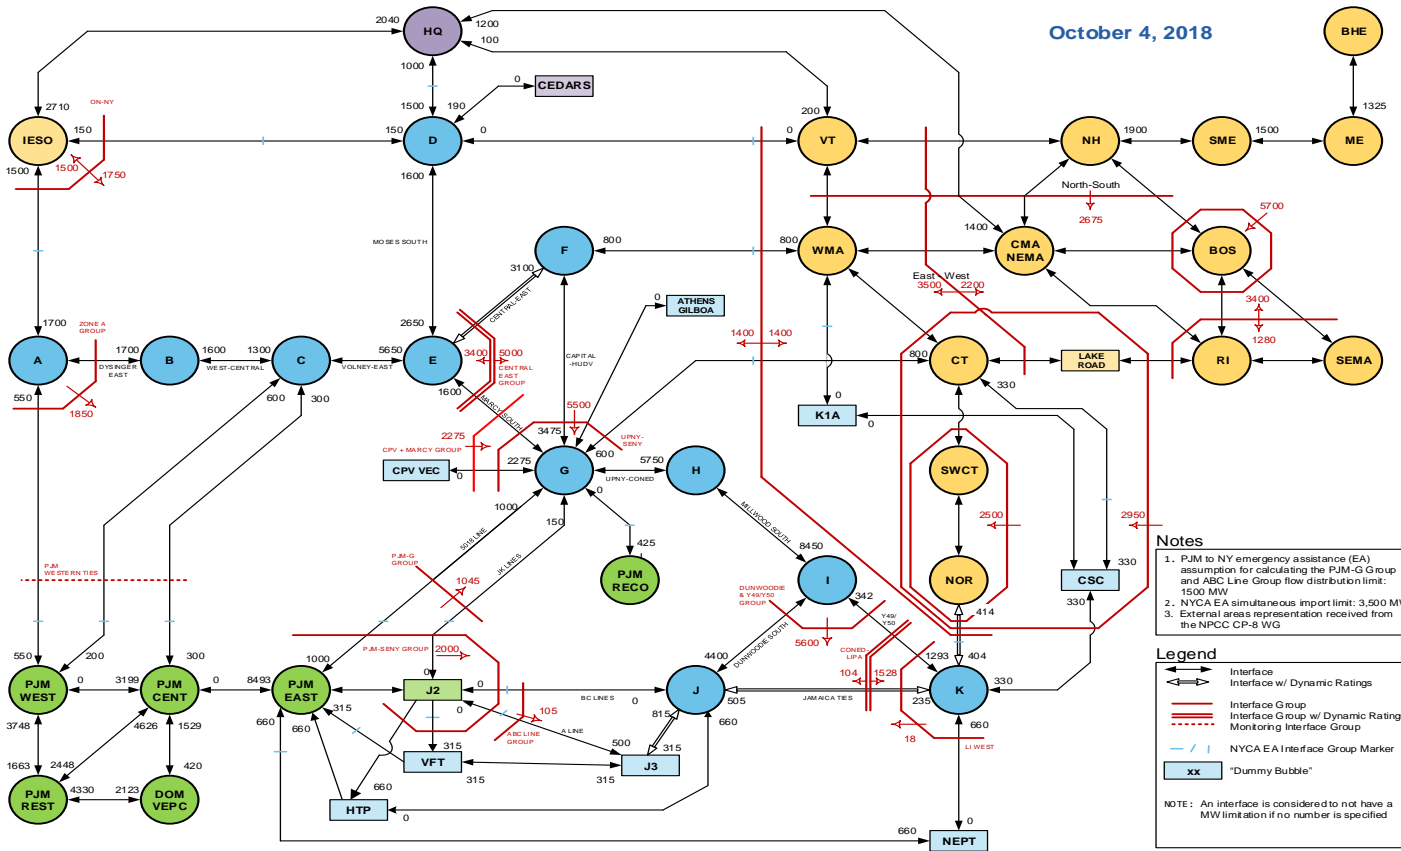 October 4, 2018
2040
HQ
1200
100
1000
BHE
1325
0
CEDARS
2710
ON-NY
1500
190
200
IESO
150
150
D
0
0
VT
NH
1900
SME
1500
ME
1500
1500
1750
1600
North-South
2675
5700
MOSES SOUTH
F
800
800
WMA
1400
CMA
NEMA
BOS
3100
CENTRAL-EAST
East - West
3500
2200
0
ATHENS
GILBOA
3400
1280
1700
ZONE A
GROUP
2650
1400
1400
A
1700
DYSINGER
EAST
B
1600
WEST-CENTRAL
1300
C
5650
VOLNEY-EAST
E
3400
5000
CENTRAL
EAST
GROUP
CAPITAL
-HUDV
800
CT
LAKE
ROAD
RI
SEMA
550
1850
600
300
1600
330
MARCY SOUTH
5500
0
K1A
0
2275
CPV + MARCY GROUP
3475
UPNY-
SENY
600
CPV VEC
0
2275
G
5750
UPNY-CONED
H
SWCT
1000
150
0
5018 LINE
JK LINES
MILLWOOD SOUTH
2500
2950
425
8450
PJM-G
GROUP
1045
PJM
RECO
I
342
NOR
330
CSC
330
PJM
WESTERN TIES
DUNWOODIE
& Y49/Y50
GROUP
414
Y49/
Y50
5600
DUNWOODIE SOUTH
CONED-
LIPA
104
1528
1293
404
550
200
300
1000
PJM-SENY GROUP
2000
4400
PJM
WEST
0
3199
PJM
CENT
0
8493
PJM
EAST
0
J2
0
0
BC LINES
0
J
505
JAMAICA TIES
235
K
330
3748
4626
1529
660
660
315
105
ABC LINE
GROUP
A LINE
815
660
18
LI WEST
660
315
VFT
315
500
315
J3
315
1663
2448
420
PJM
REST
4330
2123
DOM
VEPC
660
HTP
0
660
0
NEPT
Notes
1. PJM to NY emergency assistance (EA)
assumption for calculating the PJM-G Group
and ABC Line Group flow distribution limit:
1500 MW
2. NYCA EA simultaneous import limit: 3,500 MW
3. External areas representation received from
the NPCC CP-8 WG
Legend
Interface
Interface w/ Dynamic Ratings
Interface Group
Interface Group w/ Dynamic Rating
Monitoring Interface Group
NYCA EA Interface Group Marker
xx
"Dummy Bubble"
NOTE: An interface is considered to not have a
MW limitation if no number is specified